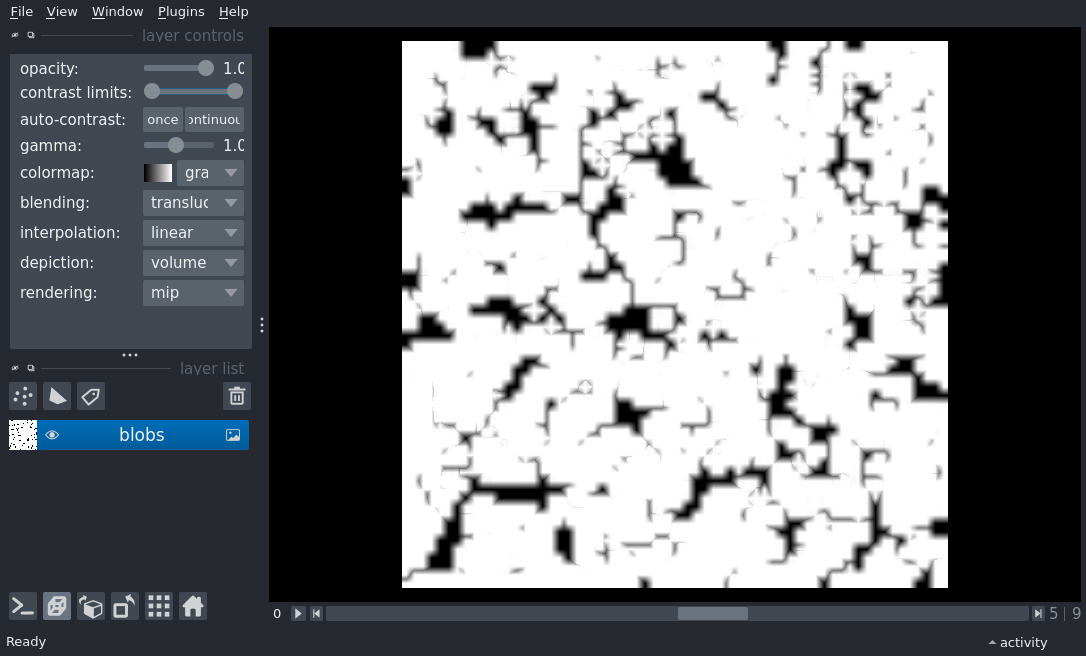 File View Window Plugins Help
layer controls
opacity: 1.0
contrast limits:
auto-contrast: once ontinuou
gamma: 1.0
colormap: gra
blending: transluc
interpolation: linear
depiction: volume
rendering: mip
layer list
blobs
0 5 | 9
Ready activity